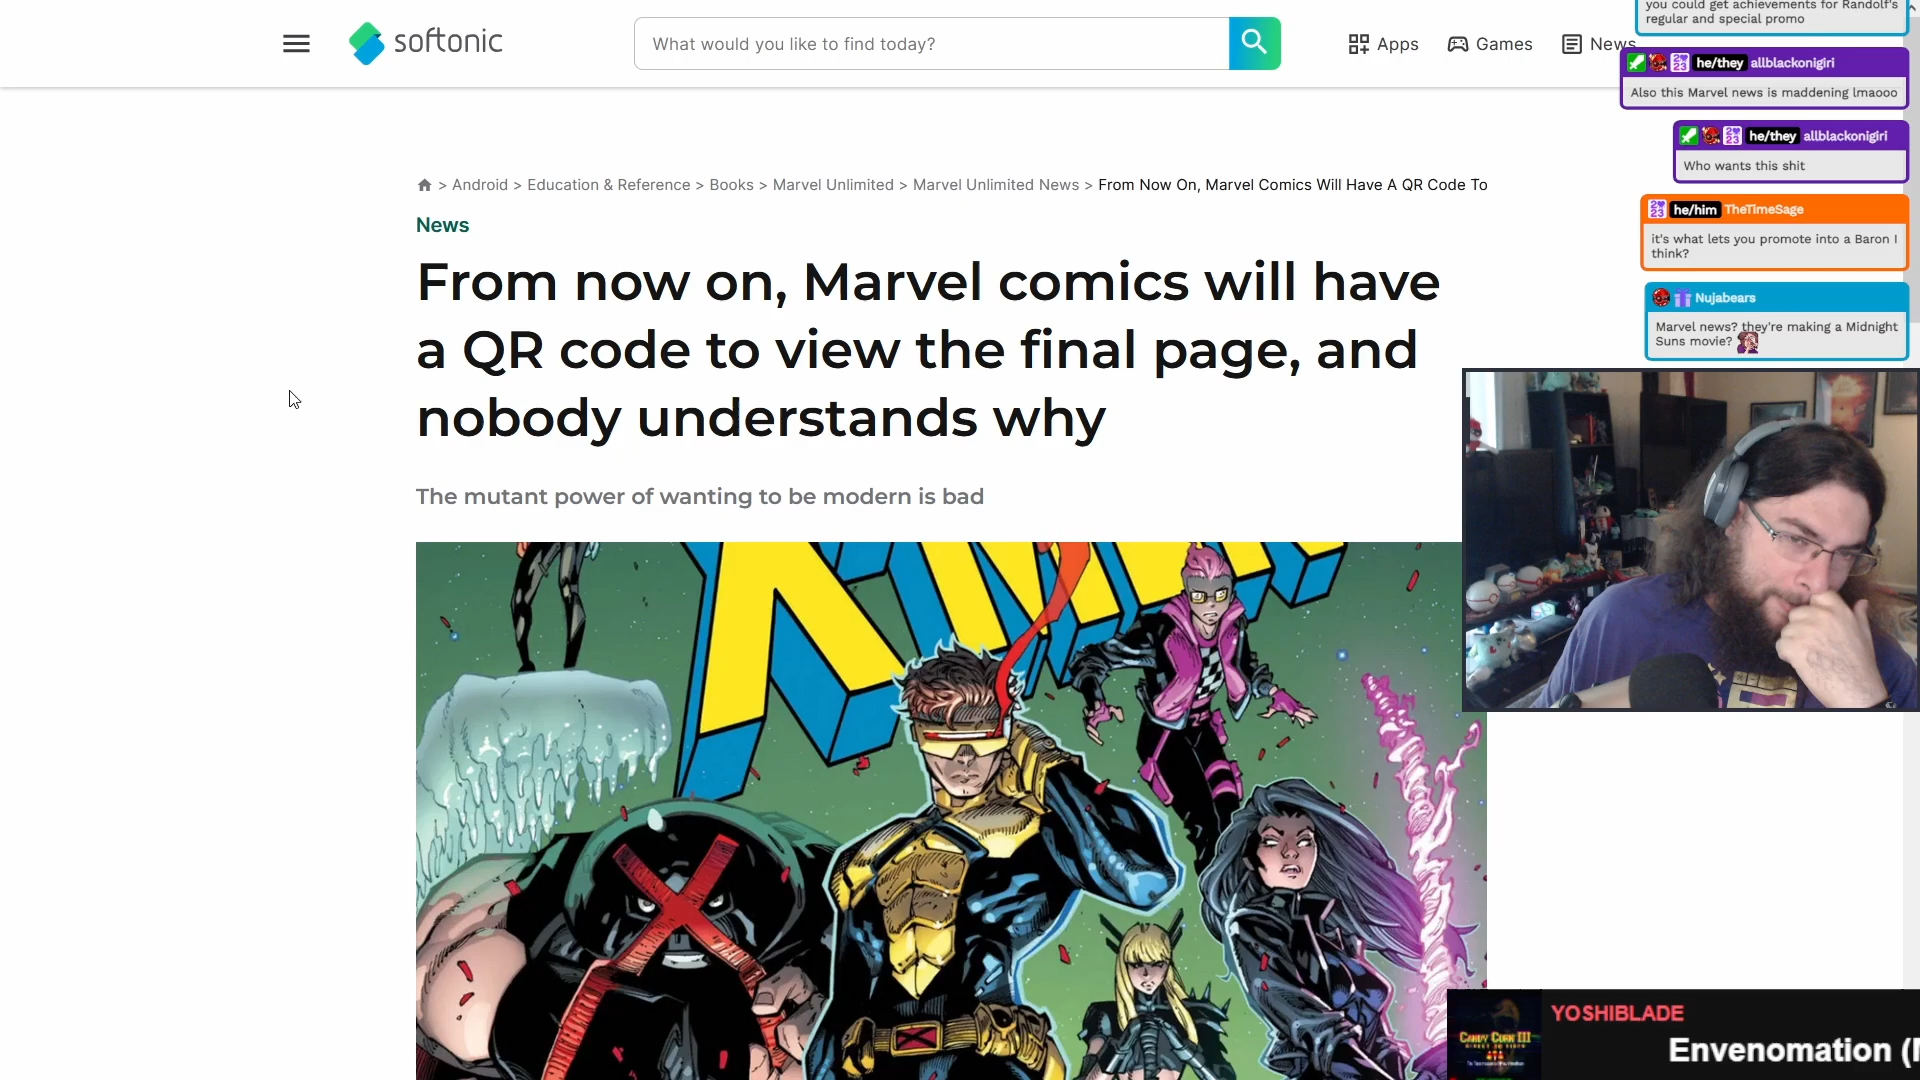 softonic
What would you like to find today?
Apps
Games
News
> Android > Education & Reference > Books > Marvel Unlimited > Marvel Unlimited News > From Now On, Marvel Comics Will Have A QR Code To
News
From now on, Marvel comics will have
a QR code to view the final page, and
nobody understands why
The mutant power of wanting to be modern is bad
X-MEN
you could get achievements for Randolf's
regular and special promo
he/they allblackonigiri
Also this Marvel news is maddening lmaooo
he/they allblackonigiri
Who wants this shit
he/him TheTimeSage
it's what lets you promote into a Baron I
think?
Nujabears
Marvel news? they're making a Midnight
Suns movie?
CANDY CORN III
YOSHIBLADE
Envenomation (